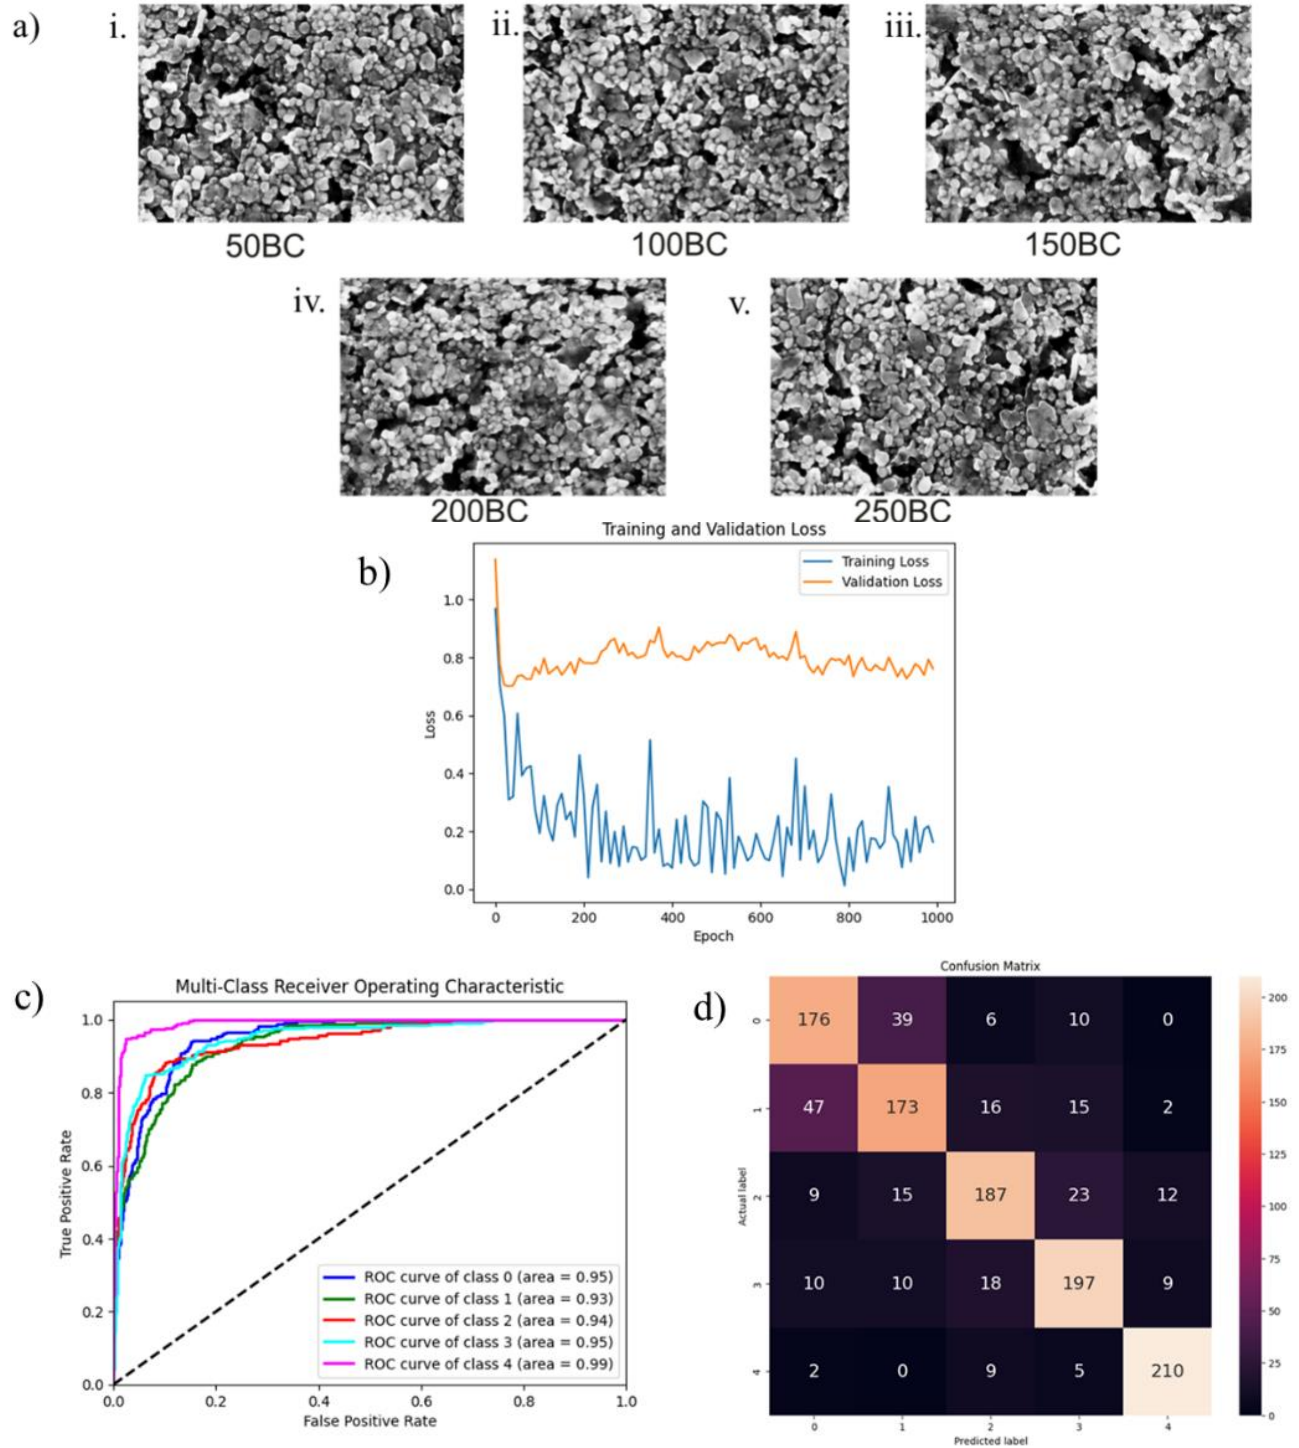 a)
i.
ii.
iii.
50BC
100BC
150BC
iv.
v.
200BC
250BC
b)
Training and Validation Loss
Training Loss
Validation Loss
1.0
0.8
0.6
0.4
0.2
0.0
Loss
0 200 400 600 800 1000
Epoch
c)
Multi-Class Receiver Operating Characteristic
1.0
0.8
0.6
0.4
0.2
0.0
True Positive Rate
ROC curve of class 0 (area = 0.95)
ROC curve of class 1 (area = 0.93)
ROC curve of class 2 (area = 0.94)
ROC curve of class 3 (area = 0.95)
ROC curve of class 4 (area = 0.99)
0.0 0.2 0.4 0.6 0.8 1.0
False Positive Rate
d)
Confusion Matrix
Actual label
0 176 39 6 10 0
1 47 173 16 15 2
2 9 15 187 23 12
3 10 10 18 197 9
4 2 0 9 5 210
0 1 2 3 4
Predicted label
200
175
150
125
100
75
50
25
0